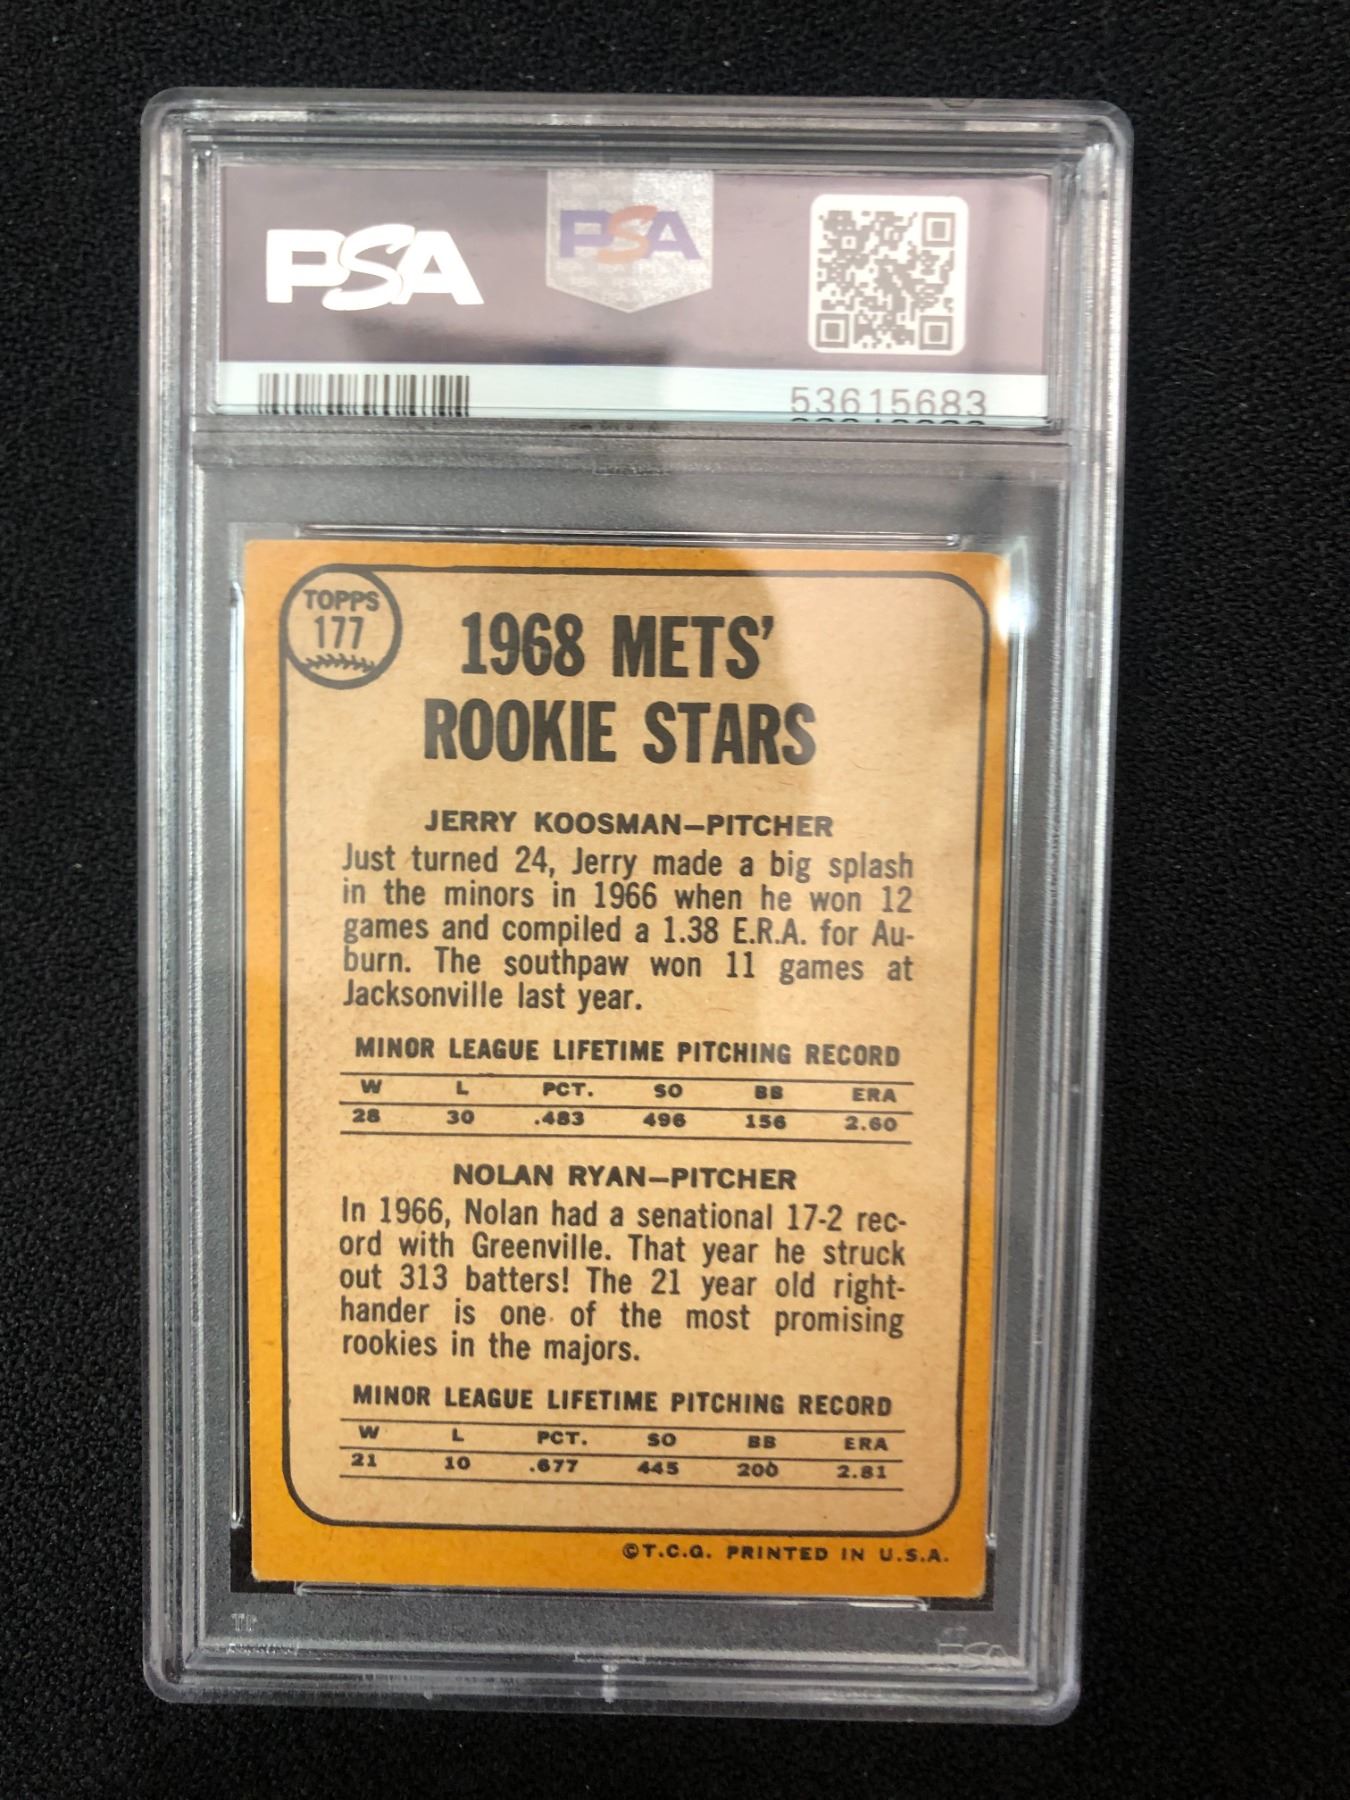 PSA
PSA
53615683
TOPPS
177
1968 METS'
ROOKIE STARS
JERRY KOOSMAN—PITCHER
Just turned 24, Jerry made a big splash
in the minors in 1966 when he won 12
games and compiled a 1.38 E.R.A. for Au-
burn. The southpaw won 11 games at
Jacksonville last year.
MINOR LEAGUE LIFETIME PITCHING RECORD
W L PCT. SO BB ERA
28 30 .483 496 156 2.60
NOLAN RYAN—PITCHER
In 1966, Nolan had a senational 17-2 rec-
ord with Greenville. That year he struck
out 313 batters! The 21 year old right-
hander is one of the most promising
rookies in the majors.
MINOR LEAGUE LIFETIME PITCHING RECORD
W L PCT. SO BB ERA
21 10 .677 445 200 2.81
©T.C.G. PRINTED IN U.S.A.
PSA